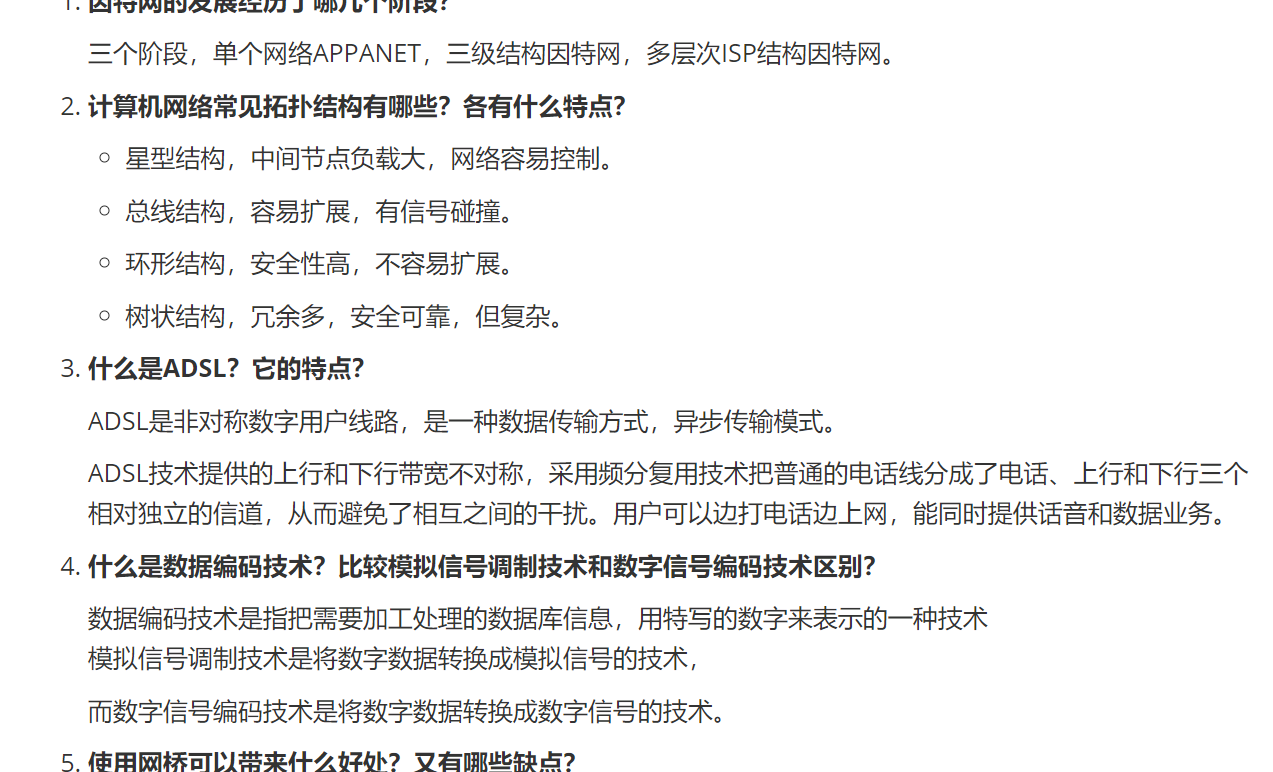 1. 因特网的发展经历了哪几个阶段？
三个阶段，单个网络APPANET，三级结构因特网，多层次ISP结构因特网。
2. 计算机网络常见拓扑结构有哪些？各有什么特点？
星型结构，中间节点负载大，网络容易控制。
总线结构，容易扩展，有信号碰撞。
环形结构，安全性高，不容易扩展。
树状结构，冗余多，安全可靠，但复杂。
3. 什么是ADSL？它的特点？
ADSL是非对称数字用户线路，是一种数据传输方式，异步传输模式。
ADSL技术提供的上行和下行带宽不对称，采用频分复用技术把普通的电话线分成了电话、上行和下行三个
相对独立的信道，从而避免了相互之间的干扰。用户可以边打电话边上网，能同时提供话音和数据业务。
4. 什么是数据编码技术？比较模拟信号调制技术和数字信号编码技术区别？
数据编码技术是指把需要加工处理的数据库信息，用特写的数字来表示的一种技术
模拟信号调制技术是将数字数据转换成模拟信号的技术，
而数字信号编码技术是将数字数据转换成数字信号的技术。
5. 使用网桥可以带来什么好处？又有哪些缺点？